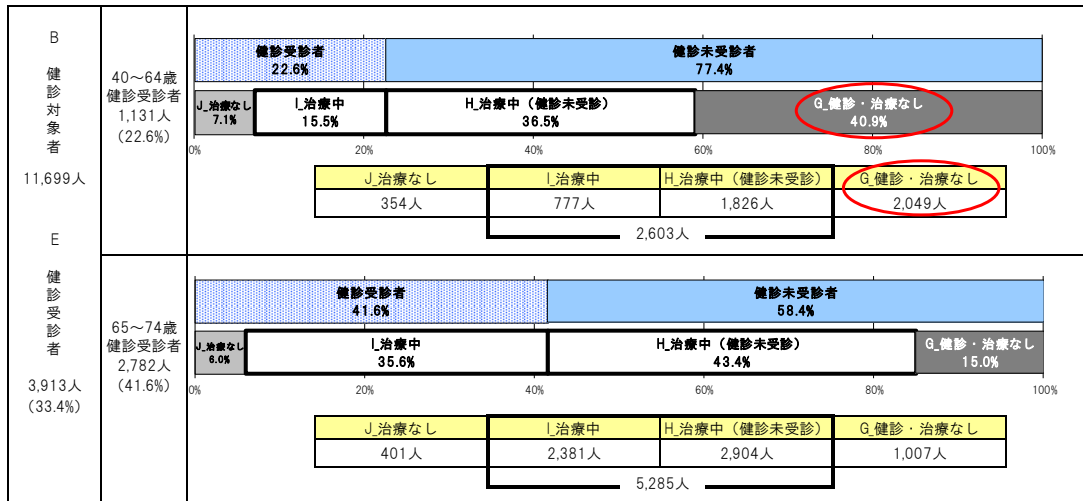 B
健診対象者
11,699人
E
健診受診者
3,913人
(33.4%)
40～64歳
健診受診者
1,131人
(22.6%)
健診受診者
22.6%
健診未受診者
77.4%
J_治療なし
7.1%
I_治療中
15.5%
H_治療中（健診未受診）
36.5%
G_健診・治療なし
40.9%
0% 20% 40% 60% 80% 100%
J_治療なし I_治療中 H_治療中（健診未受診） G_健診・治療なし
354人 777人 1,826人 2,049人
2,603人
65～74歳
健診受診者
2,782人
(41.6%)
健診受診者
41.6%
健診未受診者
58.4%
J_治療なし
6.0%
I_治療中
35.6%
H_治療中（健診未受診）
43.4%
G_健診・治療なし
15.0%
0% 20% 40% 60% 80% 100%
J_治療なし I_治療中 H_治療中（健診未受診） G_健診・治療なし
401人 2,381人 2,904人 1,007人
5,285人